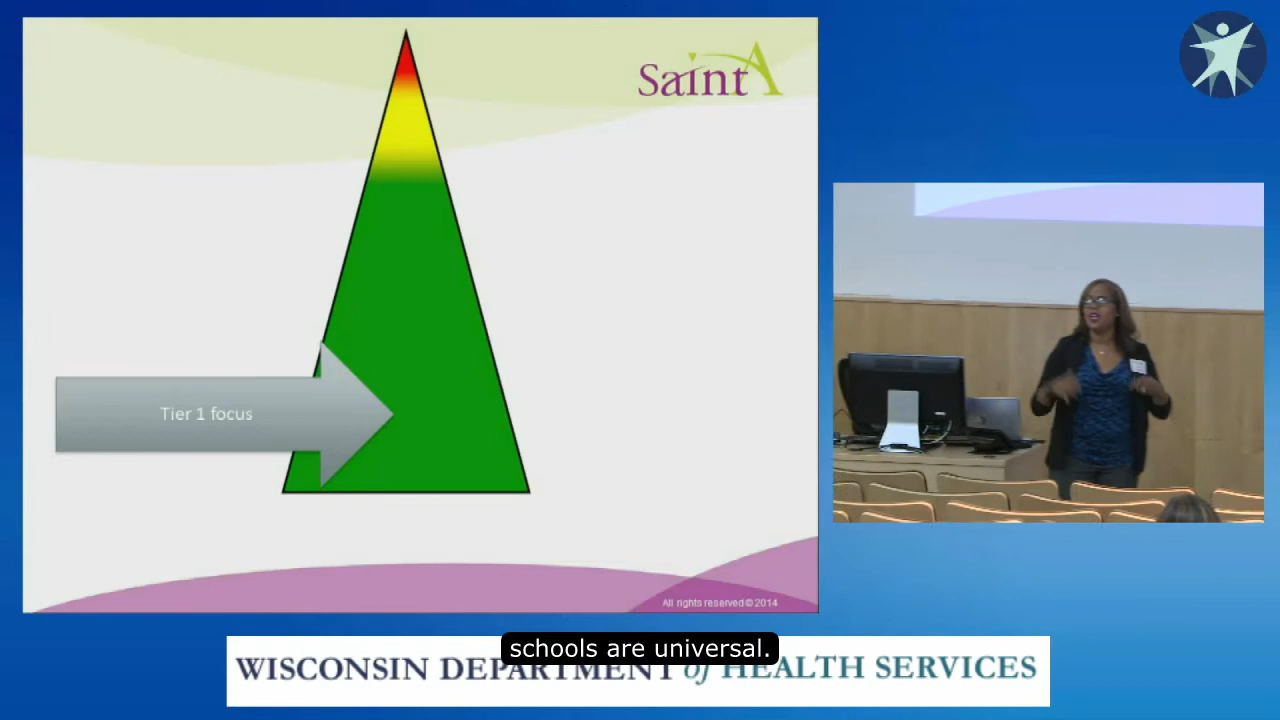 SaintA
Tier 1 focus
All rights reserved © 2014
schools are universal.
WISCONSIN DEPARTMENT of HEALTH SERVICES